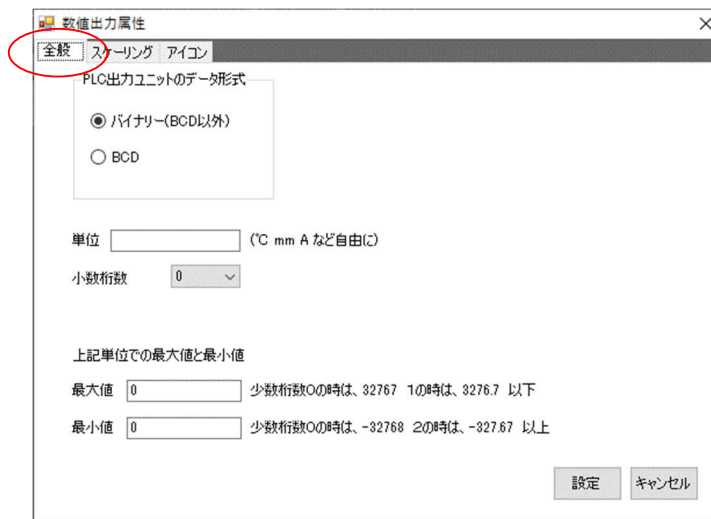 数値出力属性
全般 スケーリング アイコン
PLC出力ユニットのデータ形式
バイナリー(BCD以外)
BCD
単位 (℃ mm A など自由に)
小数桁数 0
上記単位での最大値と最小値
最大値 0 少数桁数0の時は、32767 1の時は、3276.7 以下
最小値 0 少数桁数0の時は、-32768 2の時は、-327.67 以上
設定 キャンセル